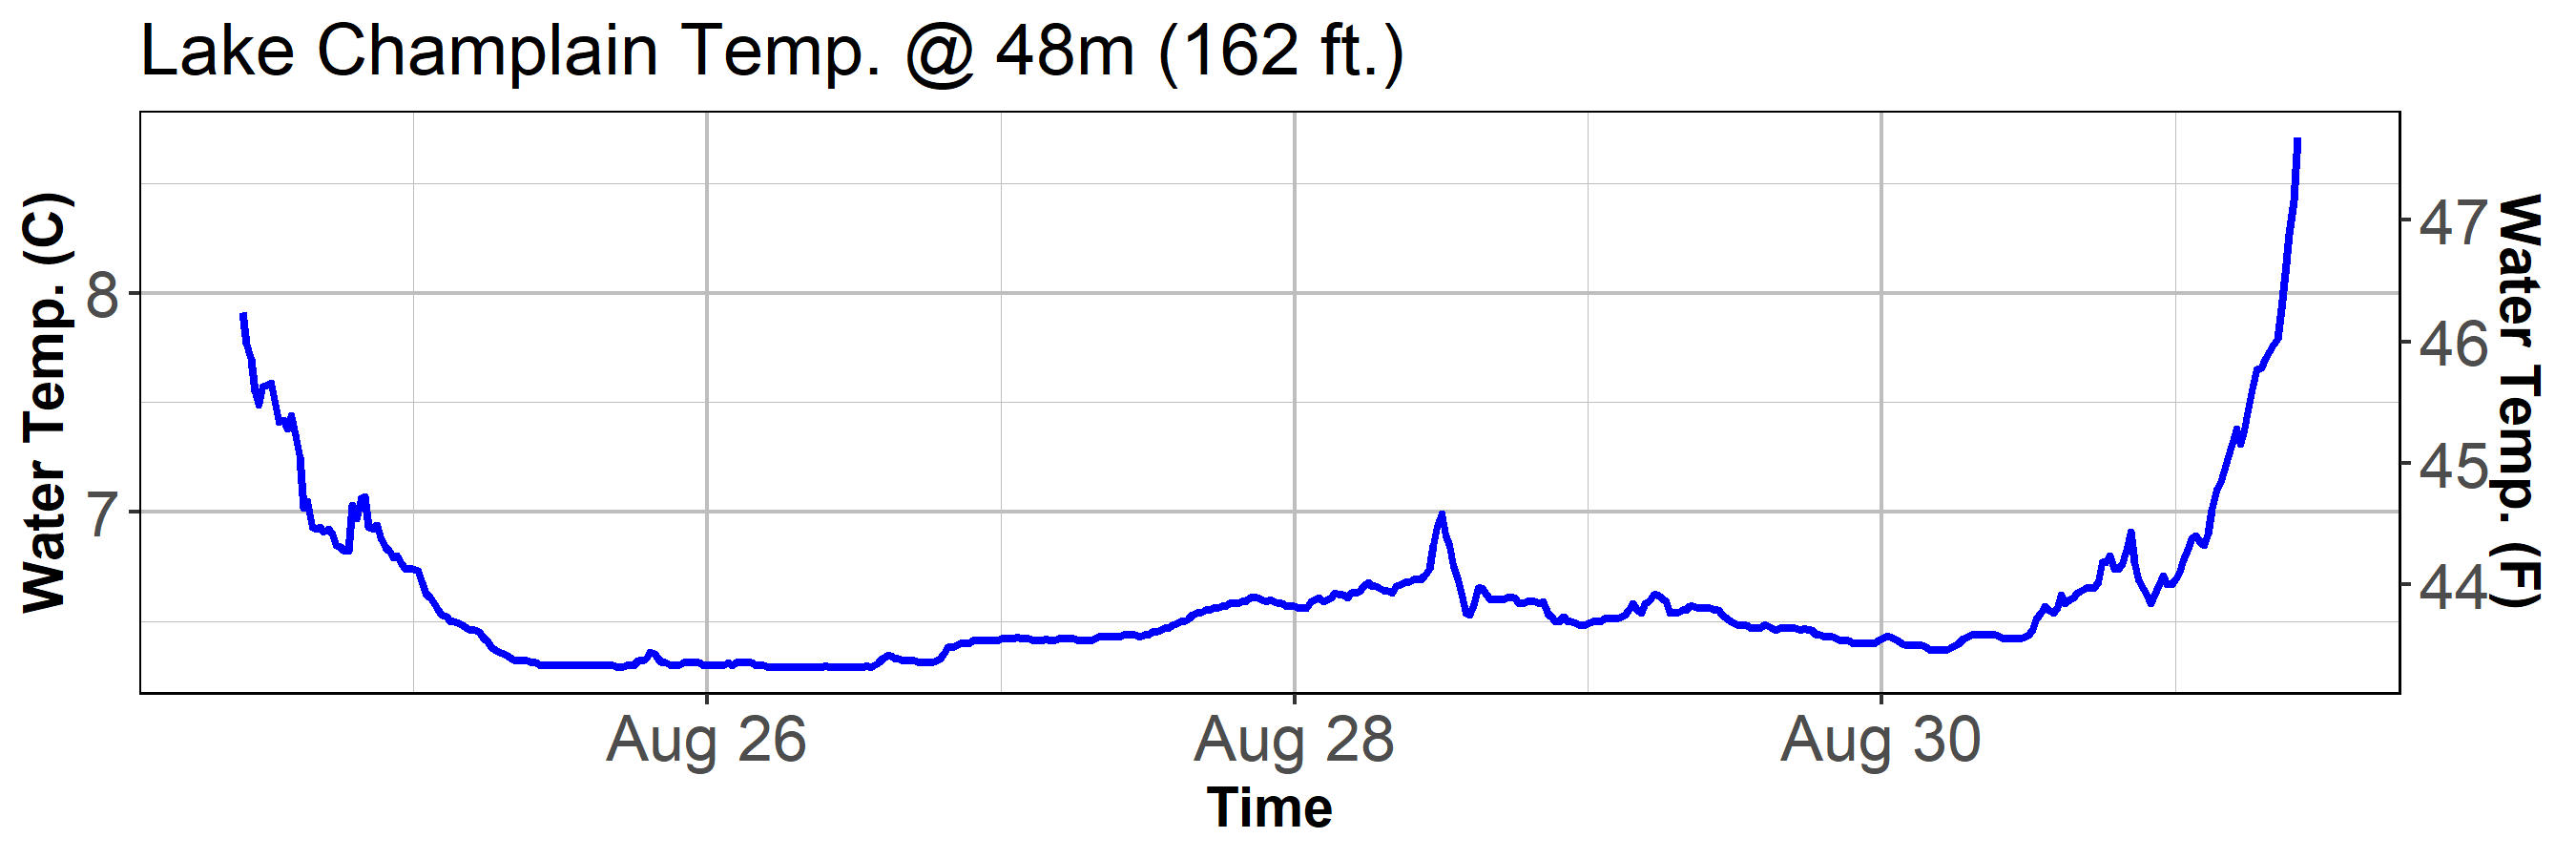 Lake Champlain Temp. @ 48m (162 ft.)
Water Temp. (C)
8
7
47
46
45
44
Water Temp. (F)
Aug 26
Aug 28
Aug 30
Time